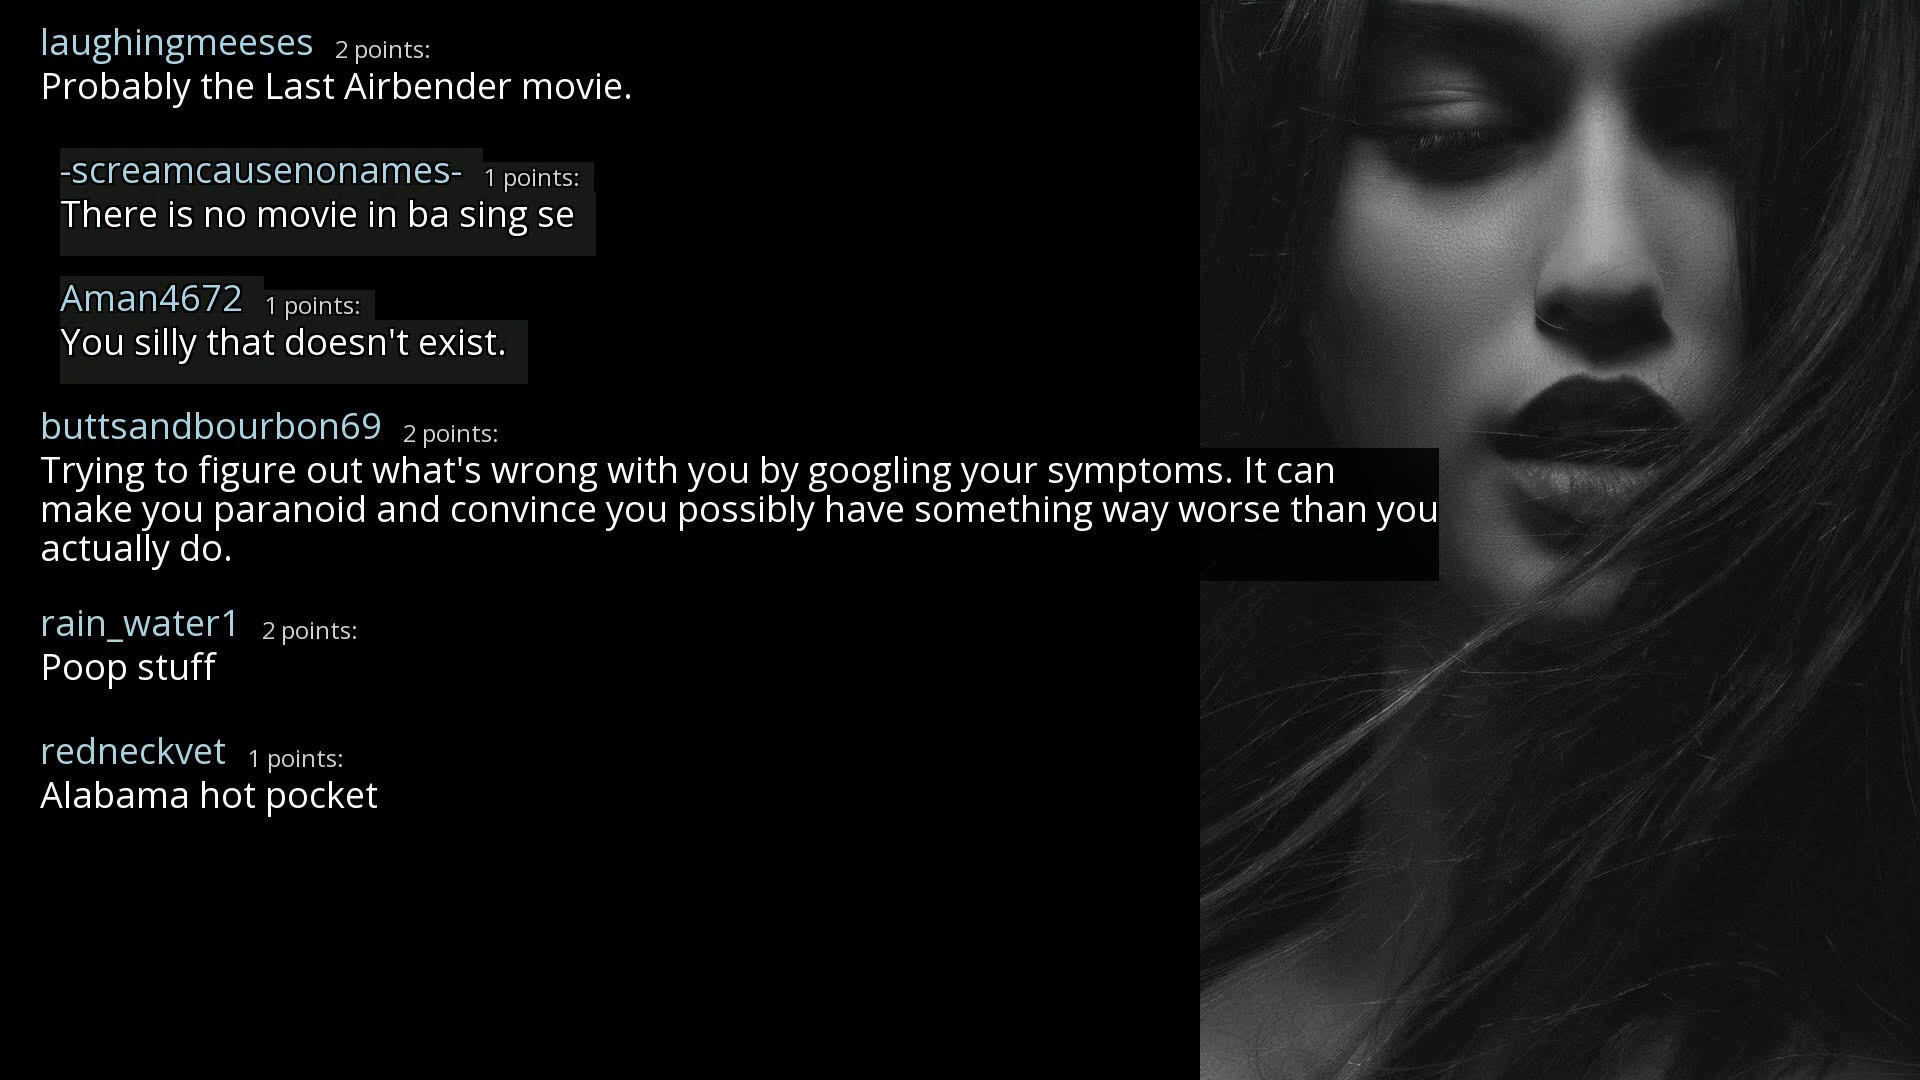 laughingmeeses 2 points:
Probably the Last Airbender movie.
-screamcausenonames- 1 points:
There is no movie in ba sing se
Aman4672 1 points:
You silly that doesn't exist.
buttsandbourbon69 2 points:
Trying to figure out what's wrong with you by googling your symptoms. It can
make you paranoid and convince you possibly have something way worse than you
actually do.
rain_water1 2 points:
Poop stuff
redneckvet 1 points:
Alabama hot pocket